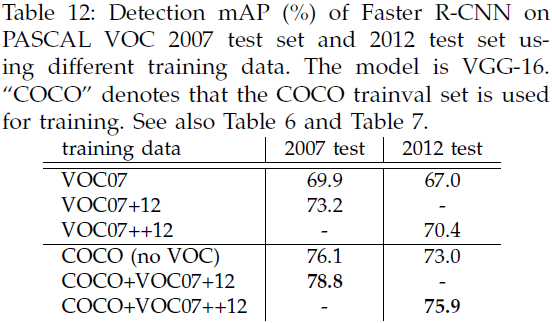 Table 12: Detection mAP (%) of Faster R-CNN on
PASCAL VOC 2007 test set and 2012 test set us-
ing different training data. The model is VGG-16.
“COCO” denotes that the COCO trainval set is used
for training. See also Table 6 and Table 7.
training data 2007 test 2012 test
VOC07 69.9 67.0
VOC07+12 73.2 -
VOC07++12 - 70.4
COCO (no VOC) 76.1 73.0
COCO+VOC07+12 78.8 -
COCO+VOC07++12 - 75.9